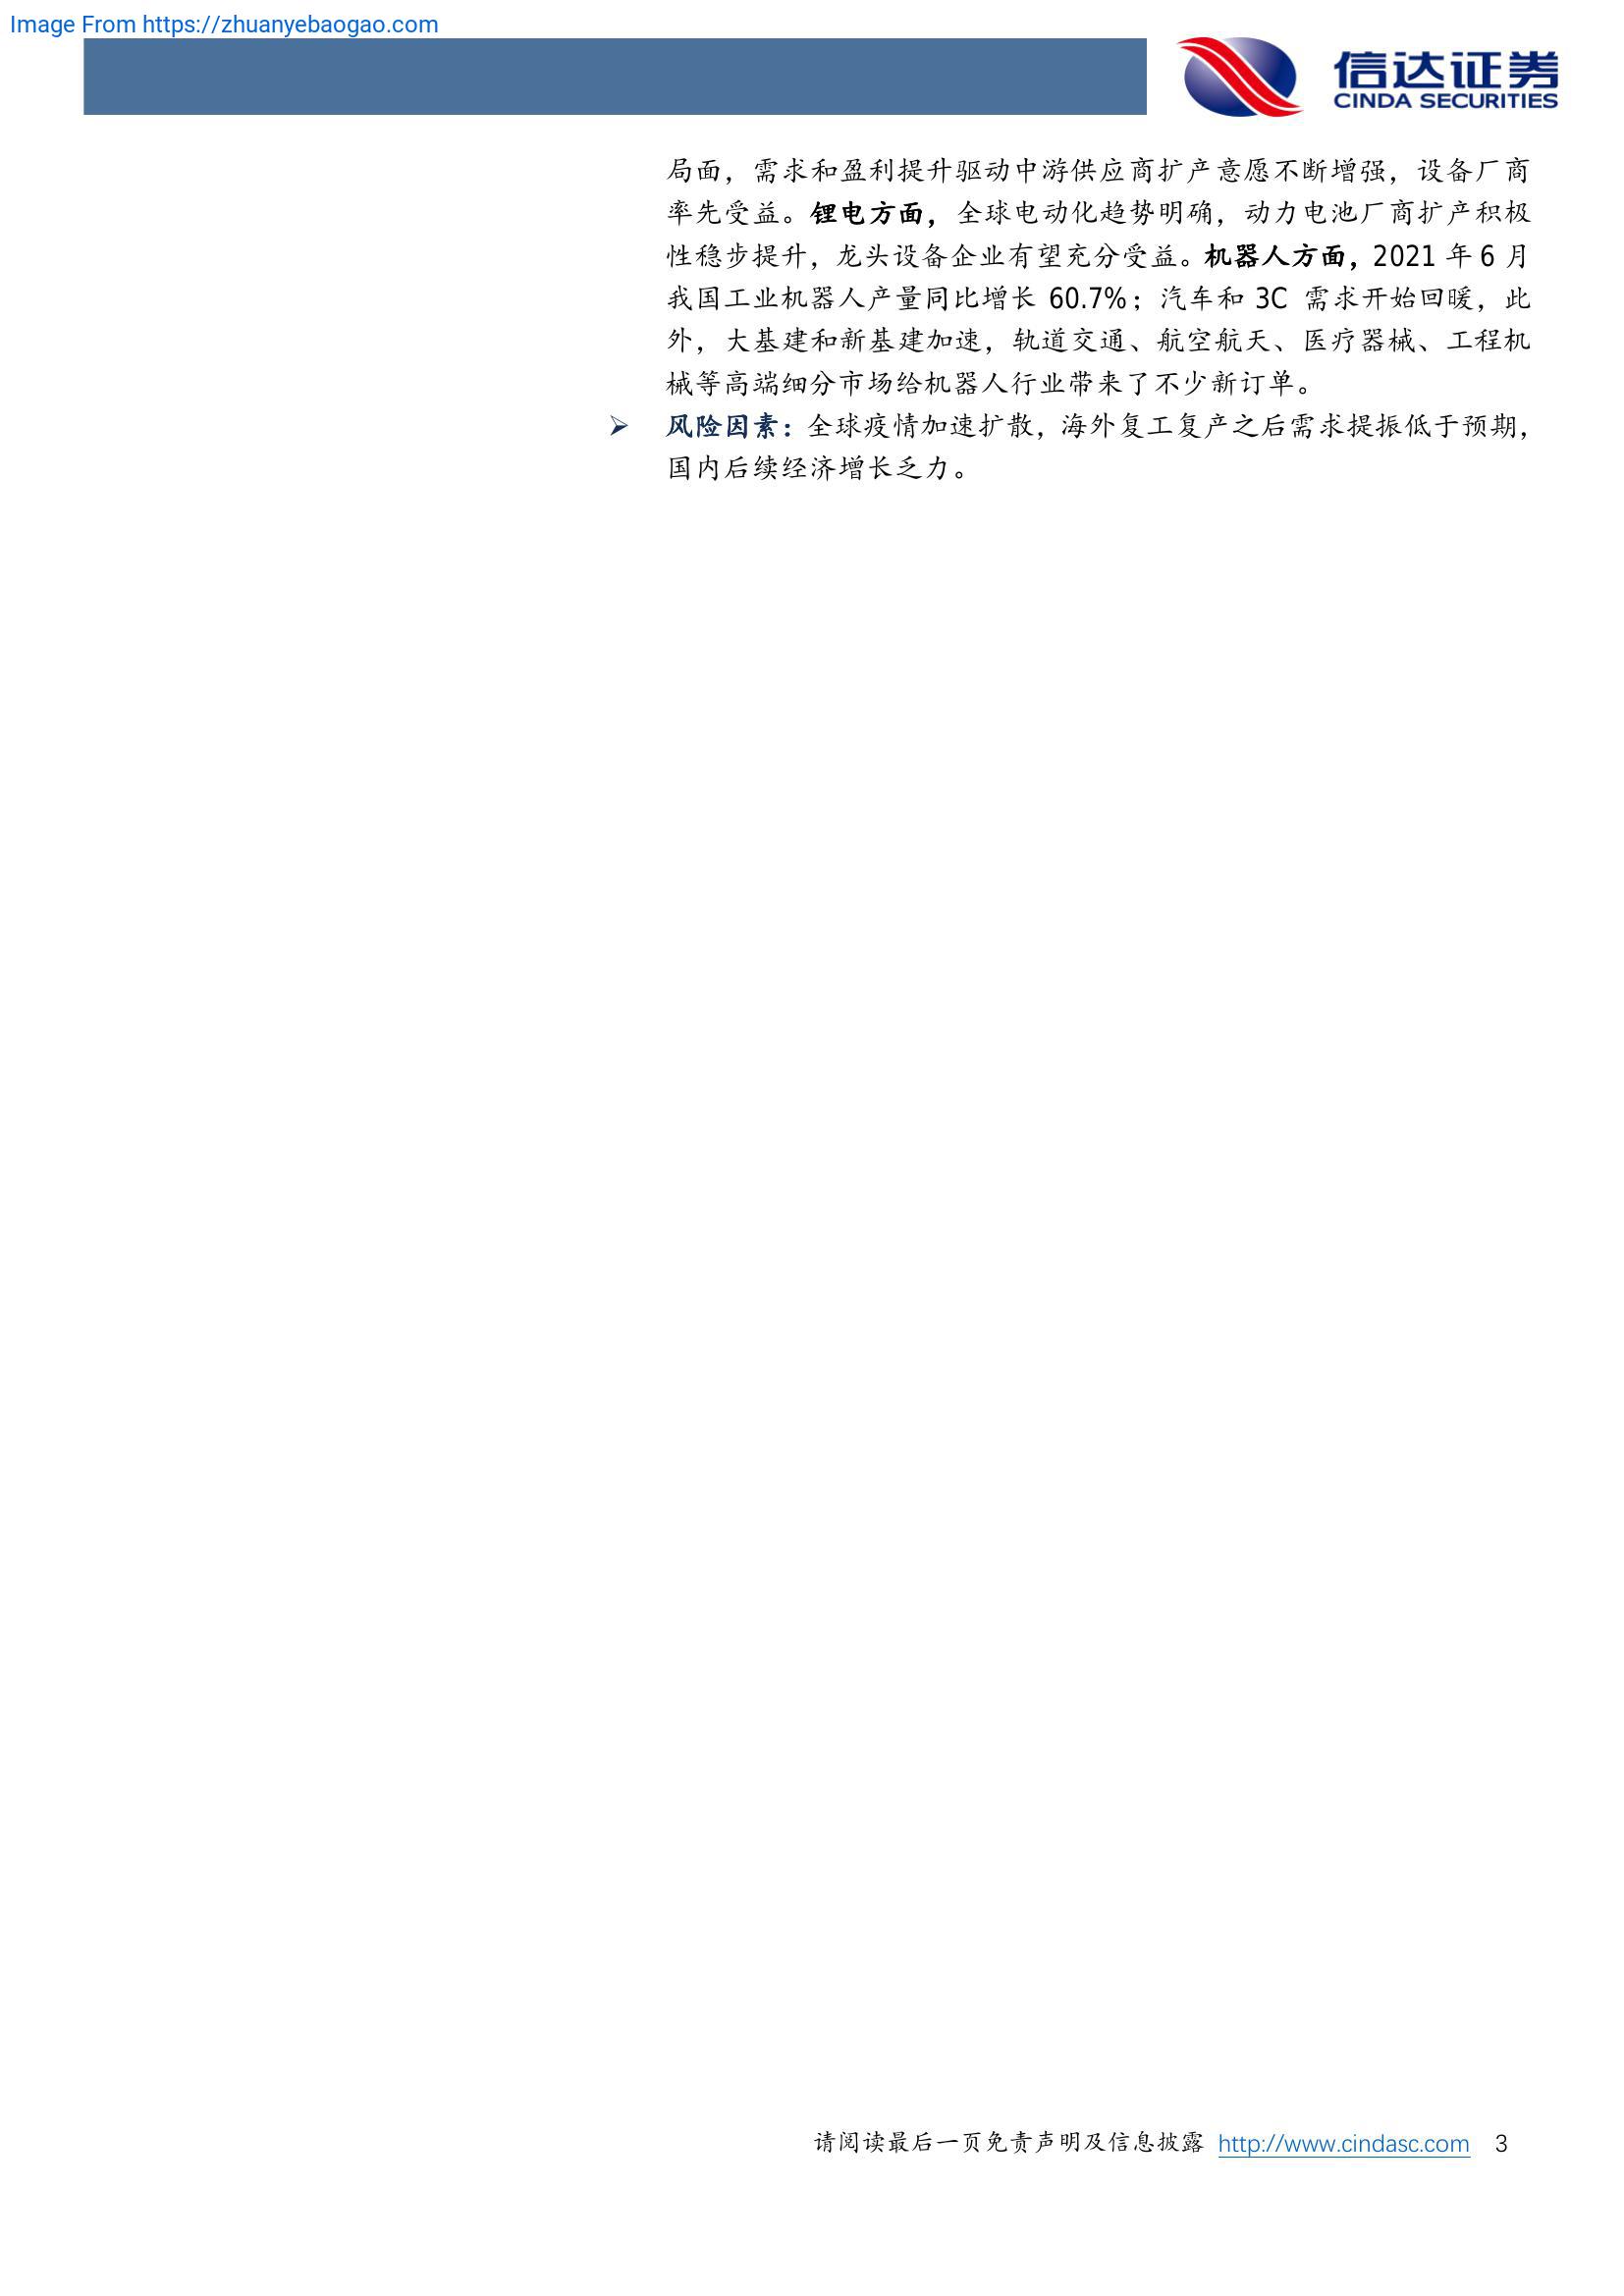 Image From https://zhuanyebaogao.com
信达证券
CINDA SECURITIES
局面，需求和盈利提升驱动中游供应商扩产意愿不断增强，设备厂商
率先受益。锂电方面，全球电动化趋势明确，动力电池厂商扩产积极
性稳步提升，龙头设备企业有望充分受益。机器人方面，2021 年 6 月
我国工业机器人产量同比增长 60.7%；汽车和 3C 需求开始回暖，此
外，大基建和新基建加速，轨道交通、航空航天、医疗器械、工程机
械等高端细分市场给机器人行业带来了不少新订单。
➢ 风险因素：全球疫情加速扩散，海外复工复产之后需求提振低于预期，
国内后续经济增长乏力。
请阅读最后一页免责声明及信息披露 http://www.cindasc.com 3